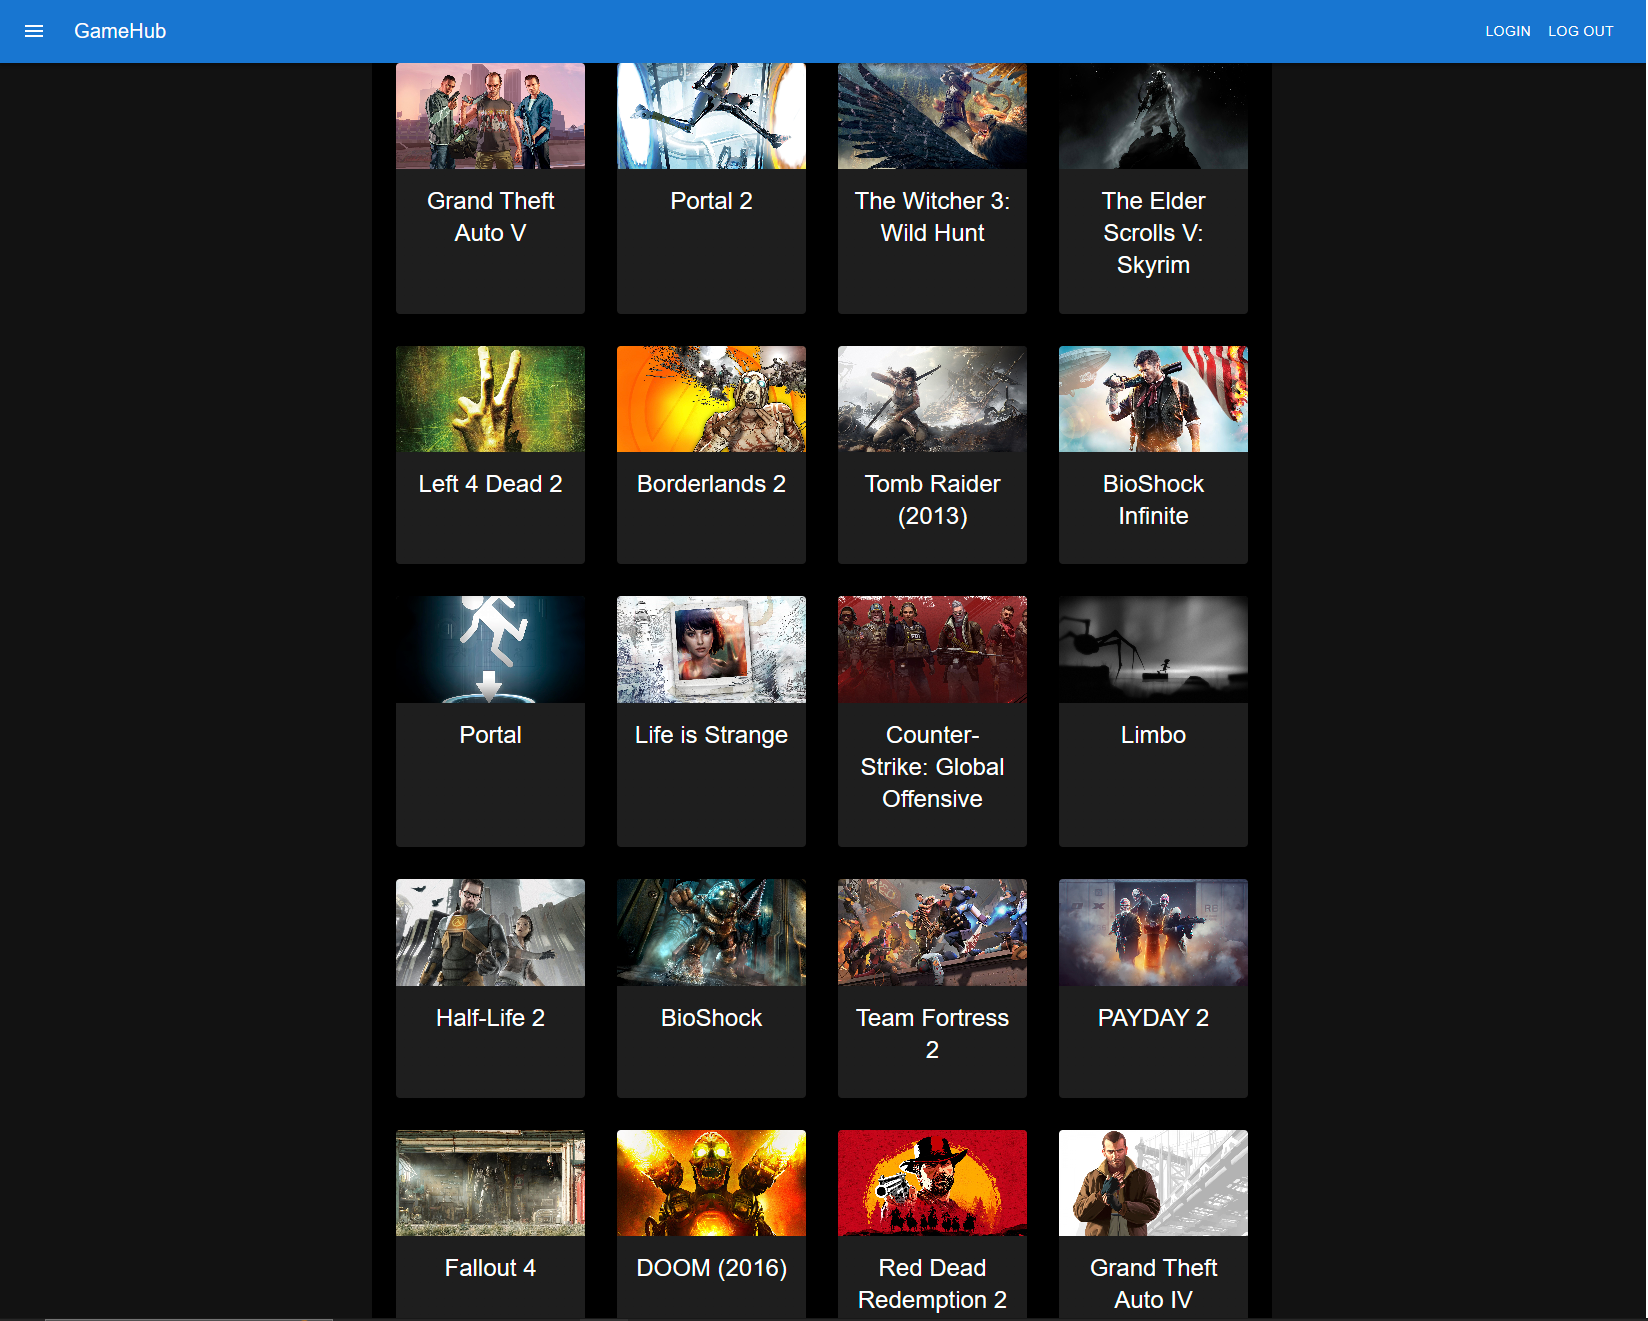 GameHub
LOGIN LOG OUT
Grand Theft
Auto V
Portal 2
The Witcher 3:
Wild Hunt
The Elder
Scrolls V:
Skyrim
Left 4 Dead 2
Borderlands 2
Tomb Raider
(2013)
BioShock
Infinite
Portal
Life is Strange
Counter-
Strike: Global
Offensive
Limbo
Half-Life 2
BioShock
Team Fortress
2
PAYDAY 2
Fallout 4
DOOM (2016)
Red Dead
Redemption 2
Grand Theft
Auto IV